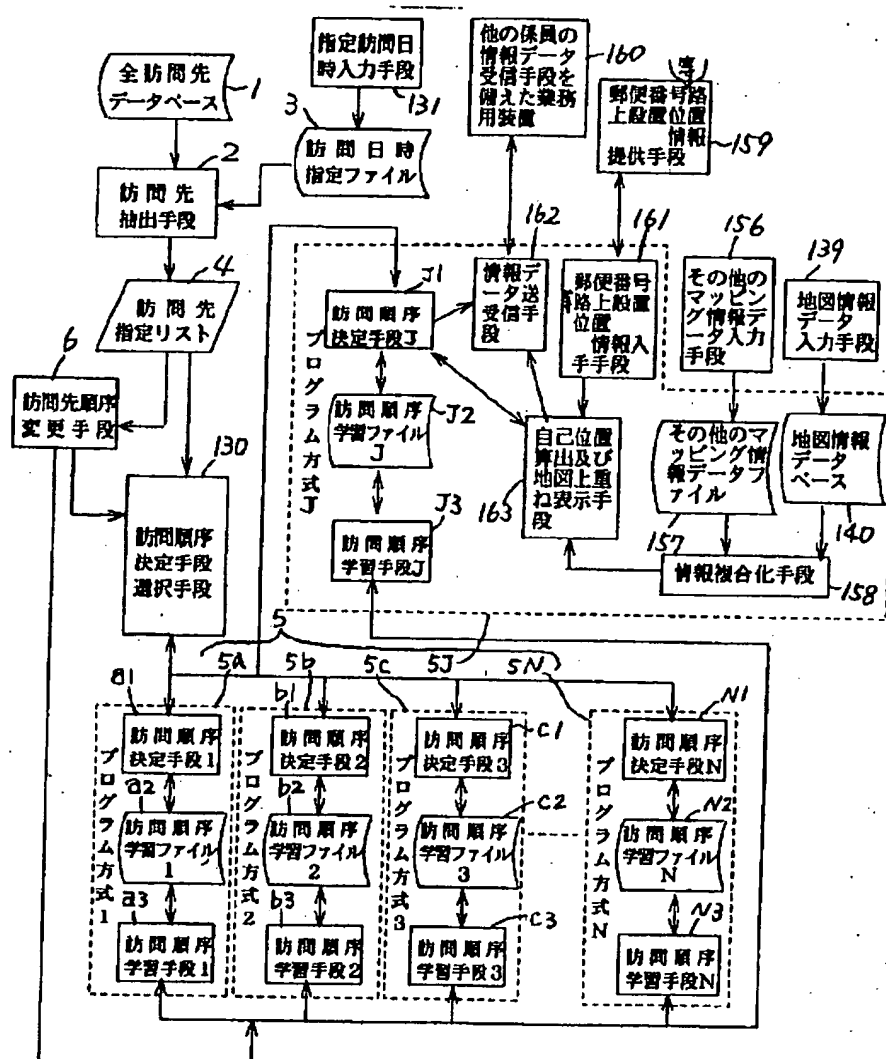 全訪問先
データベース
1
指定訪問日
時入力手段
131
他の係員の
情報データ
受信手段を
備えた業務
用装置
160
郵便番号路
上設置位置
情報
提供手段
159
2
訪問先
抽出手段
3
訪問日時
指定ファイル
4
訪問先
指定リスト
6
訪問先順序
変更手段
130
訪問順序
決定手段
選択手段
プログラム方式J
J1
訪問順序
決定手段J
J2
訪問順序
学習ファイル
J
J3
訪問順序
学習手段J
162
情報デ
ータ送
受信手
段
161
郵便番号
路上設置
位置
情報入
手手段
156
その他の
マッピン
グ情報デ
ータ入力
手段
139
地図情報
データ
入力手段
163
自己位置
算出及び
地図上重
ね表示手
段
その他のマ
ッピング情
報データフ
ァイル
157
地図情報
データ
ベース
140
情報複合化手段
158
5
5a
5b
5c
5J
5N
プログラム方式1
a1
訪問順序
決定手段1
a2
訪問順序
学習ファイル
1
a3
訪問順序
学習手段1
プログラム方式2
b1
訪問順序
決定手段2
b2
訪問順序
学習ファイル
2
b3
訪問順序
学習手段2
プログラム方式3
C1
訪問順序
決定手段3
C2
訪問順序
学習ファイル
3
C3
訪問順序
学習手段3
プログラム方式N
N1
訪問順序
決定手段N
N2
訪問順序
学習ファイル
N
N3
訪問順序
学習手段N